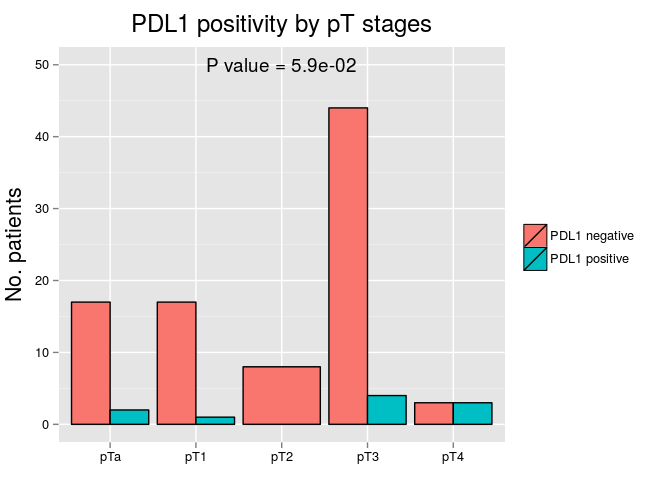 PDL1 positivity by pT stages
P value = 5.9e-02
No. patients
50
40
30
20
10
0
pTa pT1 pT2 pT3 pT4
PDL1 negative
PDL1 positive